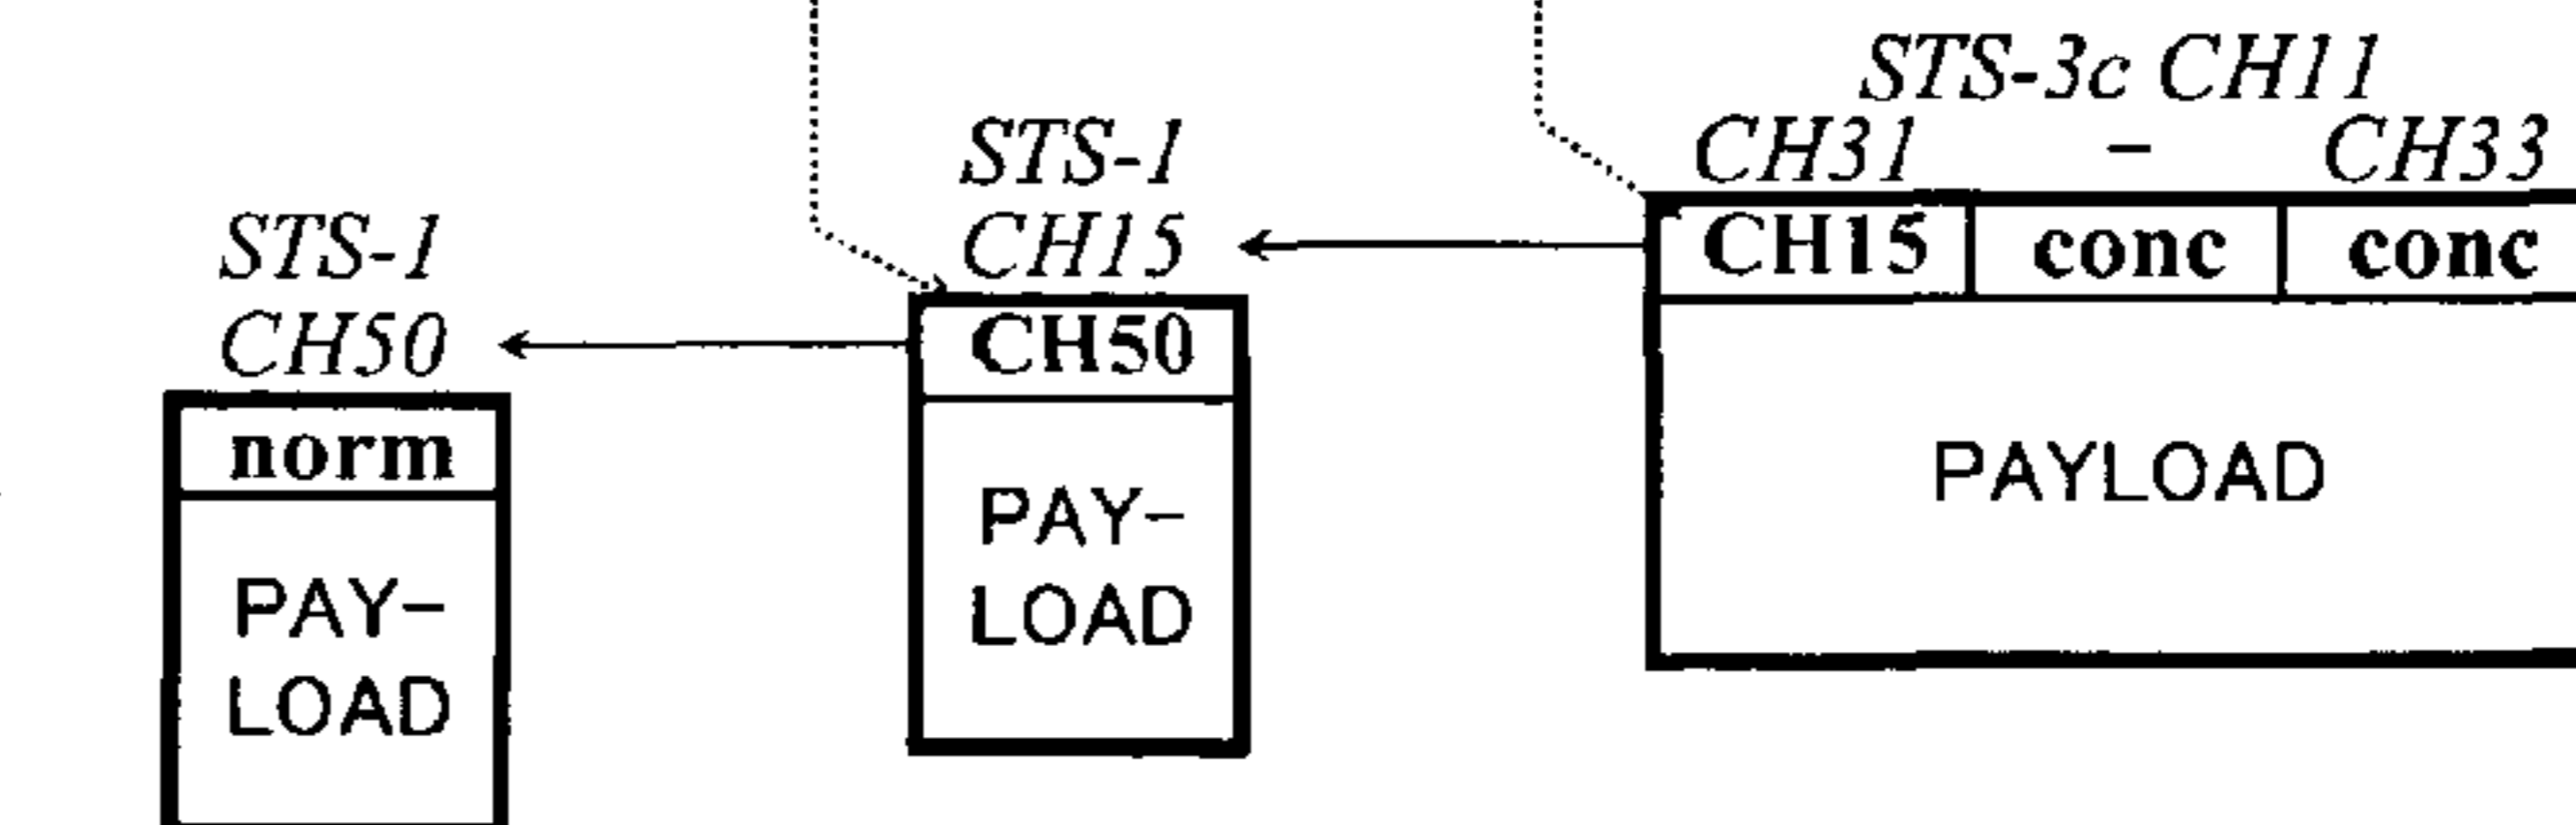 STS-1
CH50
norm
PAY-
LOAD
STS-1
CH15
CH50
PAY-
LOAD
STS-3c CH11
CH31 – CH33
CH15 conc conc
PAYLOAD